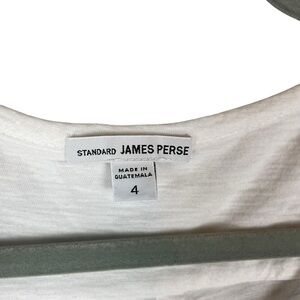 STANDARD JAMES PERSE
MADE IN
GUATEMALA
4